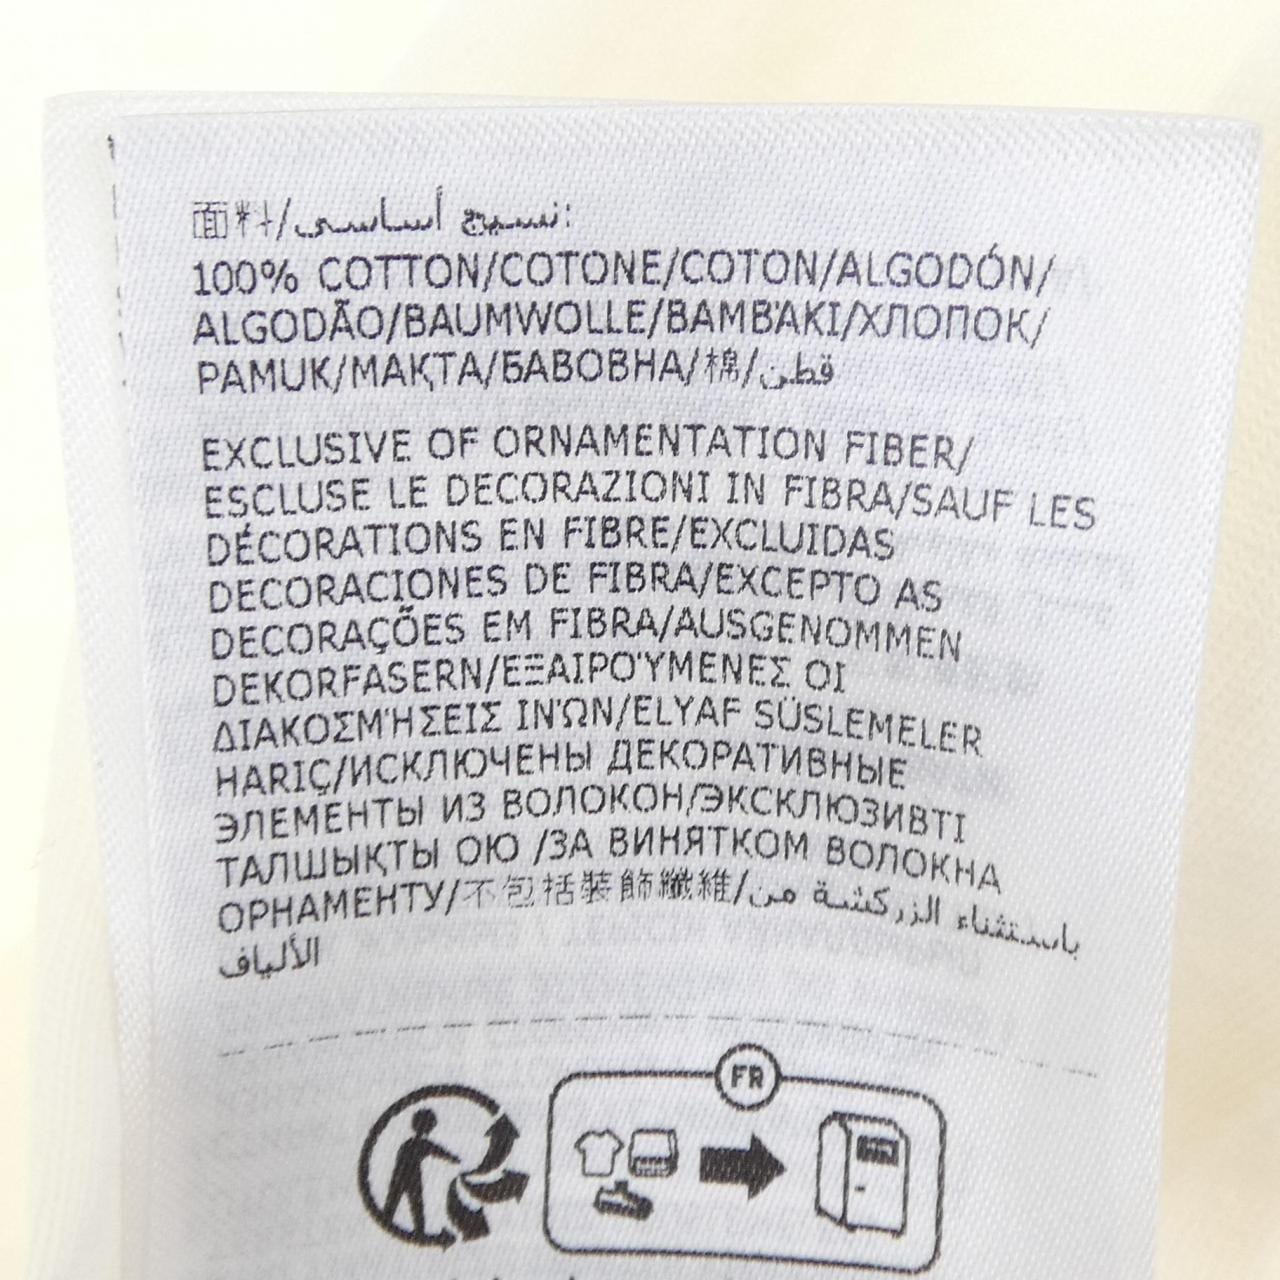 面料/نسيج أساسى:
100% COTTON/COTONE/COTON/ALGODÓN/
ALGODÃO/BAUMWOLLE/ΒΑΜΒΆΚΙ/ХЛОПОК/
PAMUK/МАҚТА/БАВОВНА/棉/قطن
EXCLUSIVE OF ORNAMENTATION FIBER/
ESCLUSE LE DECORAZIONI IN FIBRA/SAUF LES
DÉCORATIONS EN FIBRE/EXCLUIDAS
DECORACIONES DE FIBRA/EXCEPTO AS
DECORAÇÕES EM FIBRA/AUSGENOMMEN
DEKORFASERN/ΕΞΑΙΡΟΎΜΕΝΕΣ ΟΙ
ΔΙΑΚΟΣΜΉΣΕΙΣ ΙΝΏΝ/ELYAF SÜSLEMELER
HARIÇ/ИСКЛЮЧЕНЫ ДЕКОРАТИВНЫЕ
ЭЛЕМЕНТЫ ИЗ ВОЛОКОН/ЭКСКЛЮЗИВТІ
ТАЛШЫҚТЫ ОЮ /ЗА ВИНЯТКОМ ВОЛОКНА
ОРНАМЕНТУ/不包括裝飾纖維/باستثناء الزركشة من
الألياف
FR